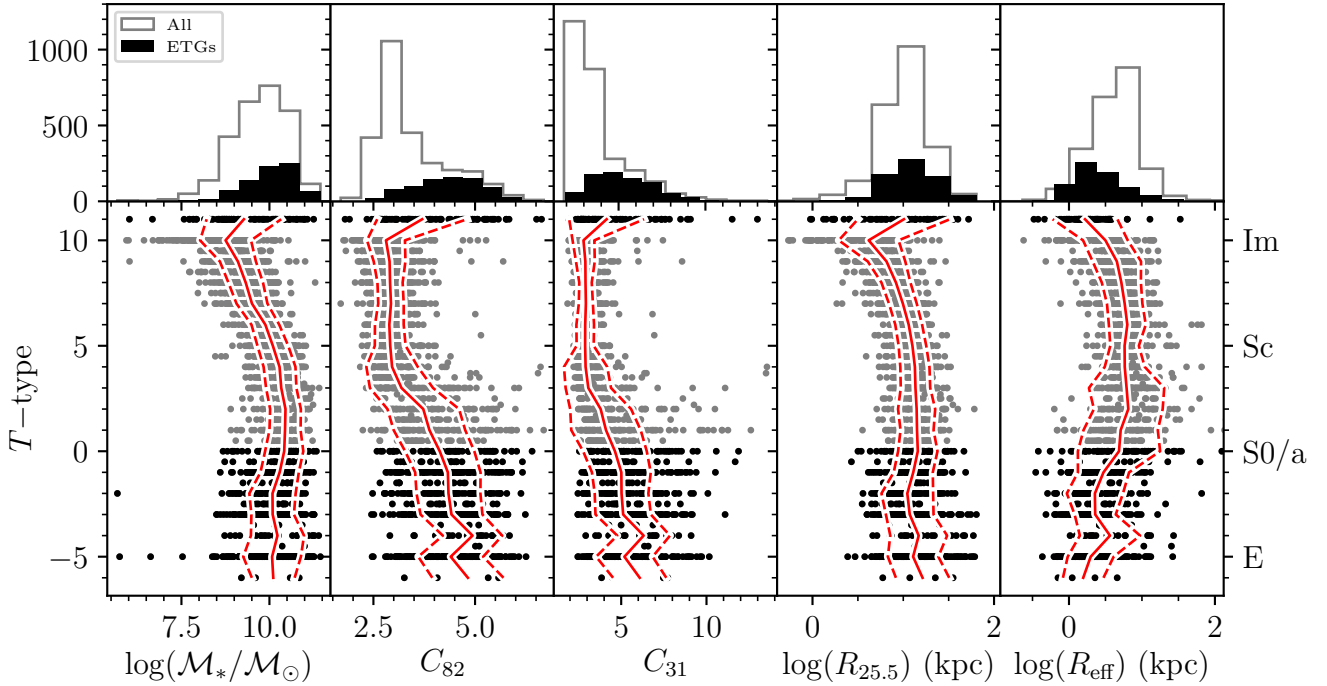 All
ETGs
1000
500
0
10
5
0
−5
T−type
Im
Sc
S0/a
E
7.5 10.0 2.5 5.0 5 10 0 2 0 2
log(ℳ∗/ℳ⊙) C₈₂ C₃₁ log(R₂₅.₅) (kpc) log(R_eff) (kpc)